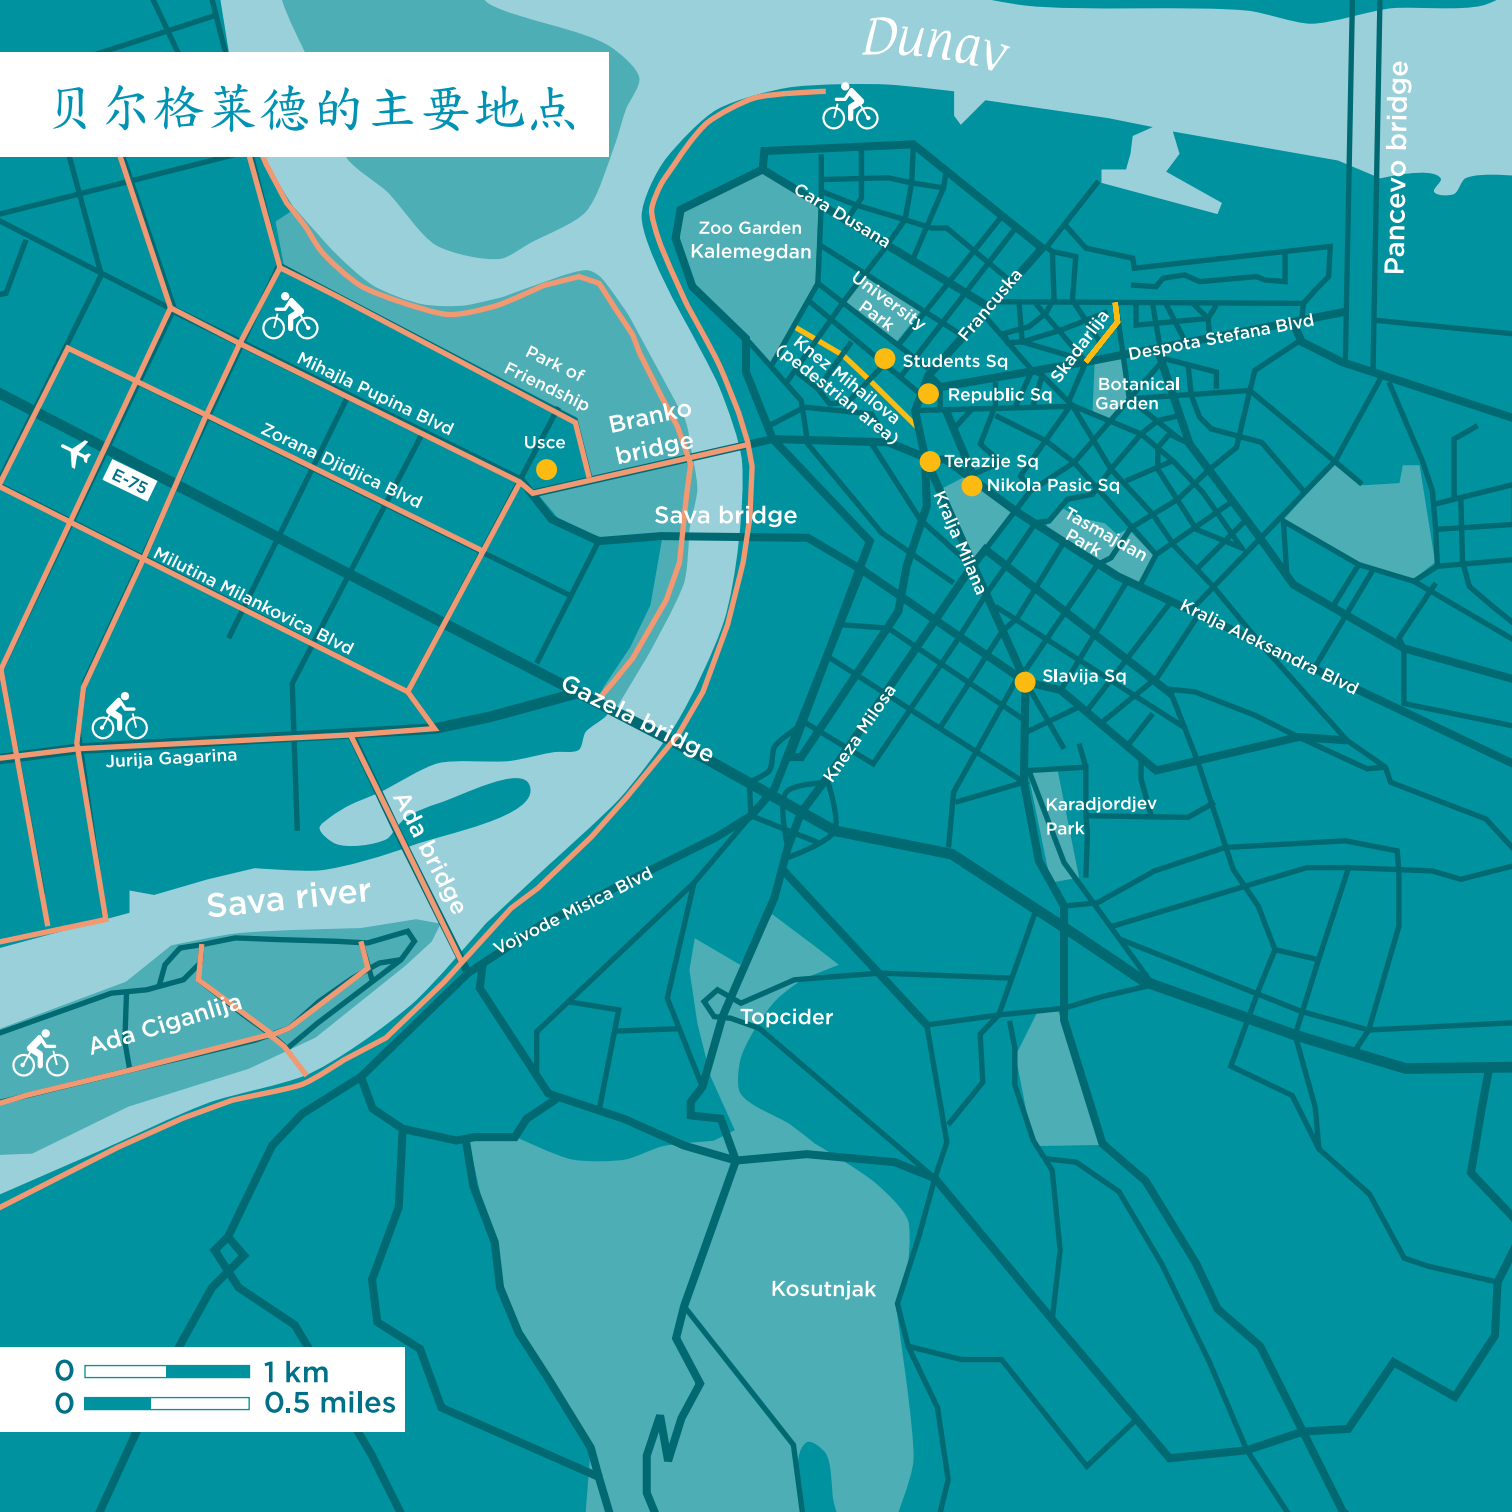 Dunav
贝尔格莱德的主要地点
Pancevo bridge
Cara Dusana
Zoo Garden
Kalemegdan
University
Park
Francuska
Skadarlija
Despota Stefana Blvd
Knez Mihailova
(pedestrian area)
Students Sq
Republic Sq
Botanical
Garden
Park of
Friendship
Mihajla Pupina Blvd
Branko
bridge
Usce
Zorana Djidjica Blvd
E-75
Terazije Sq
Nikola Pasic Sq
Sava bridge
Kralja Milana
Tasmajdan
Park
Milutina Milankovica Blvd
Kralja Aleksandra Blvd
Slavija Sq
Gazela bridge
Kneza Milosa
Jurija Gagarina
Ada bridge
Karadjordjev
Park
Sava river
Vojvode Misica Blvd
Ada Ciganlija
Topcider
Kosutnjak
0 1 km
0 0.5 miles